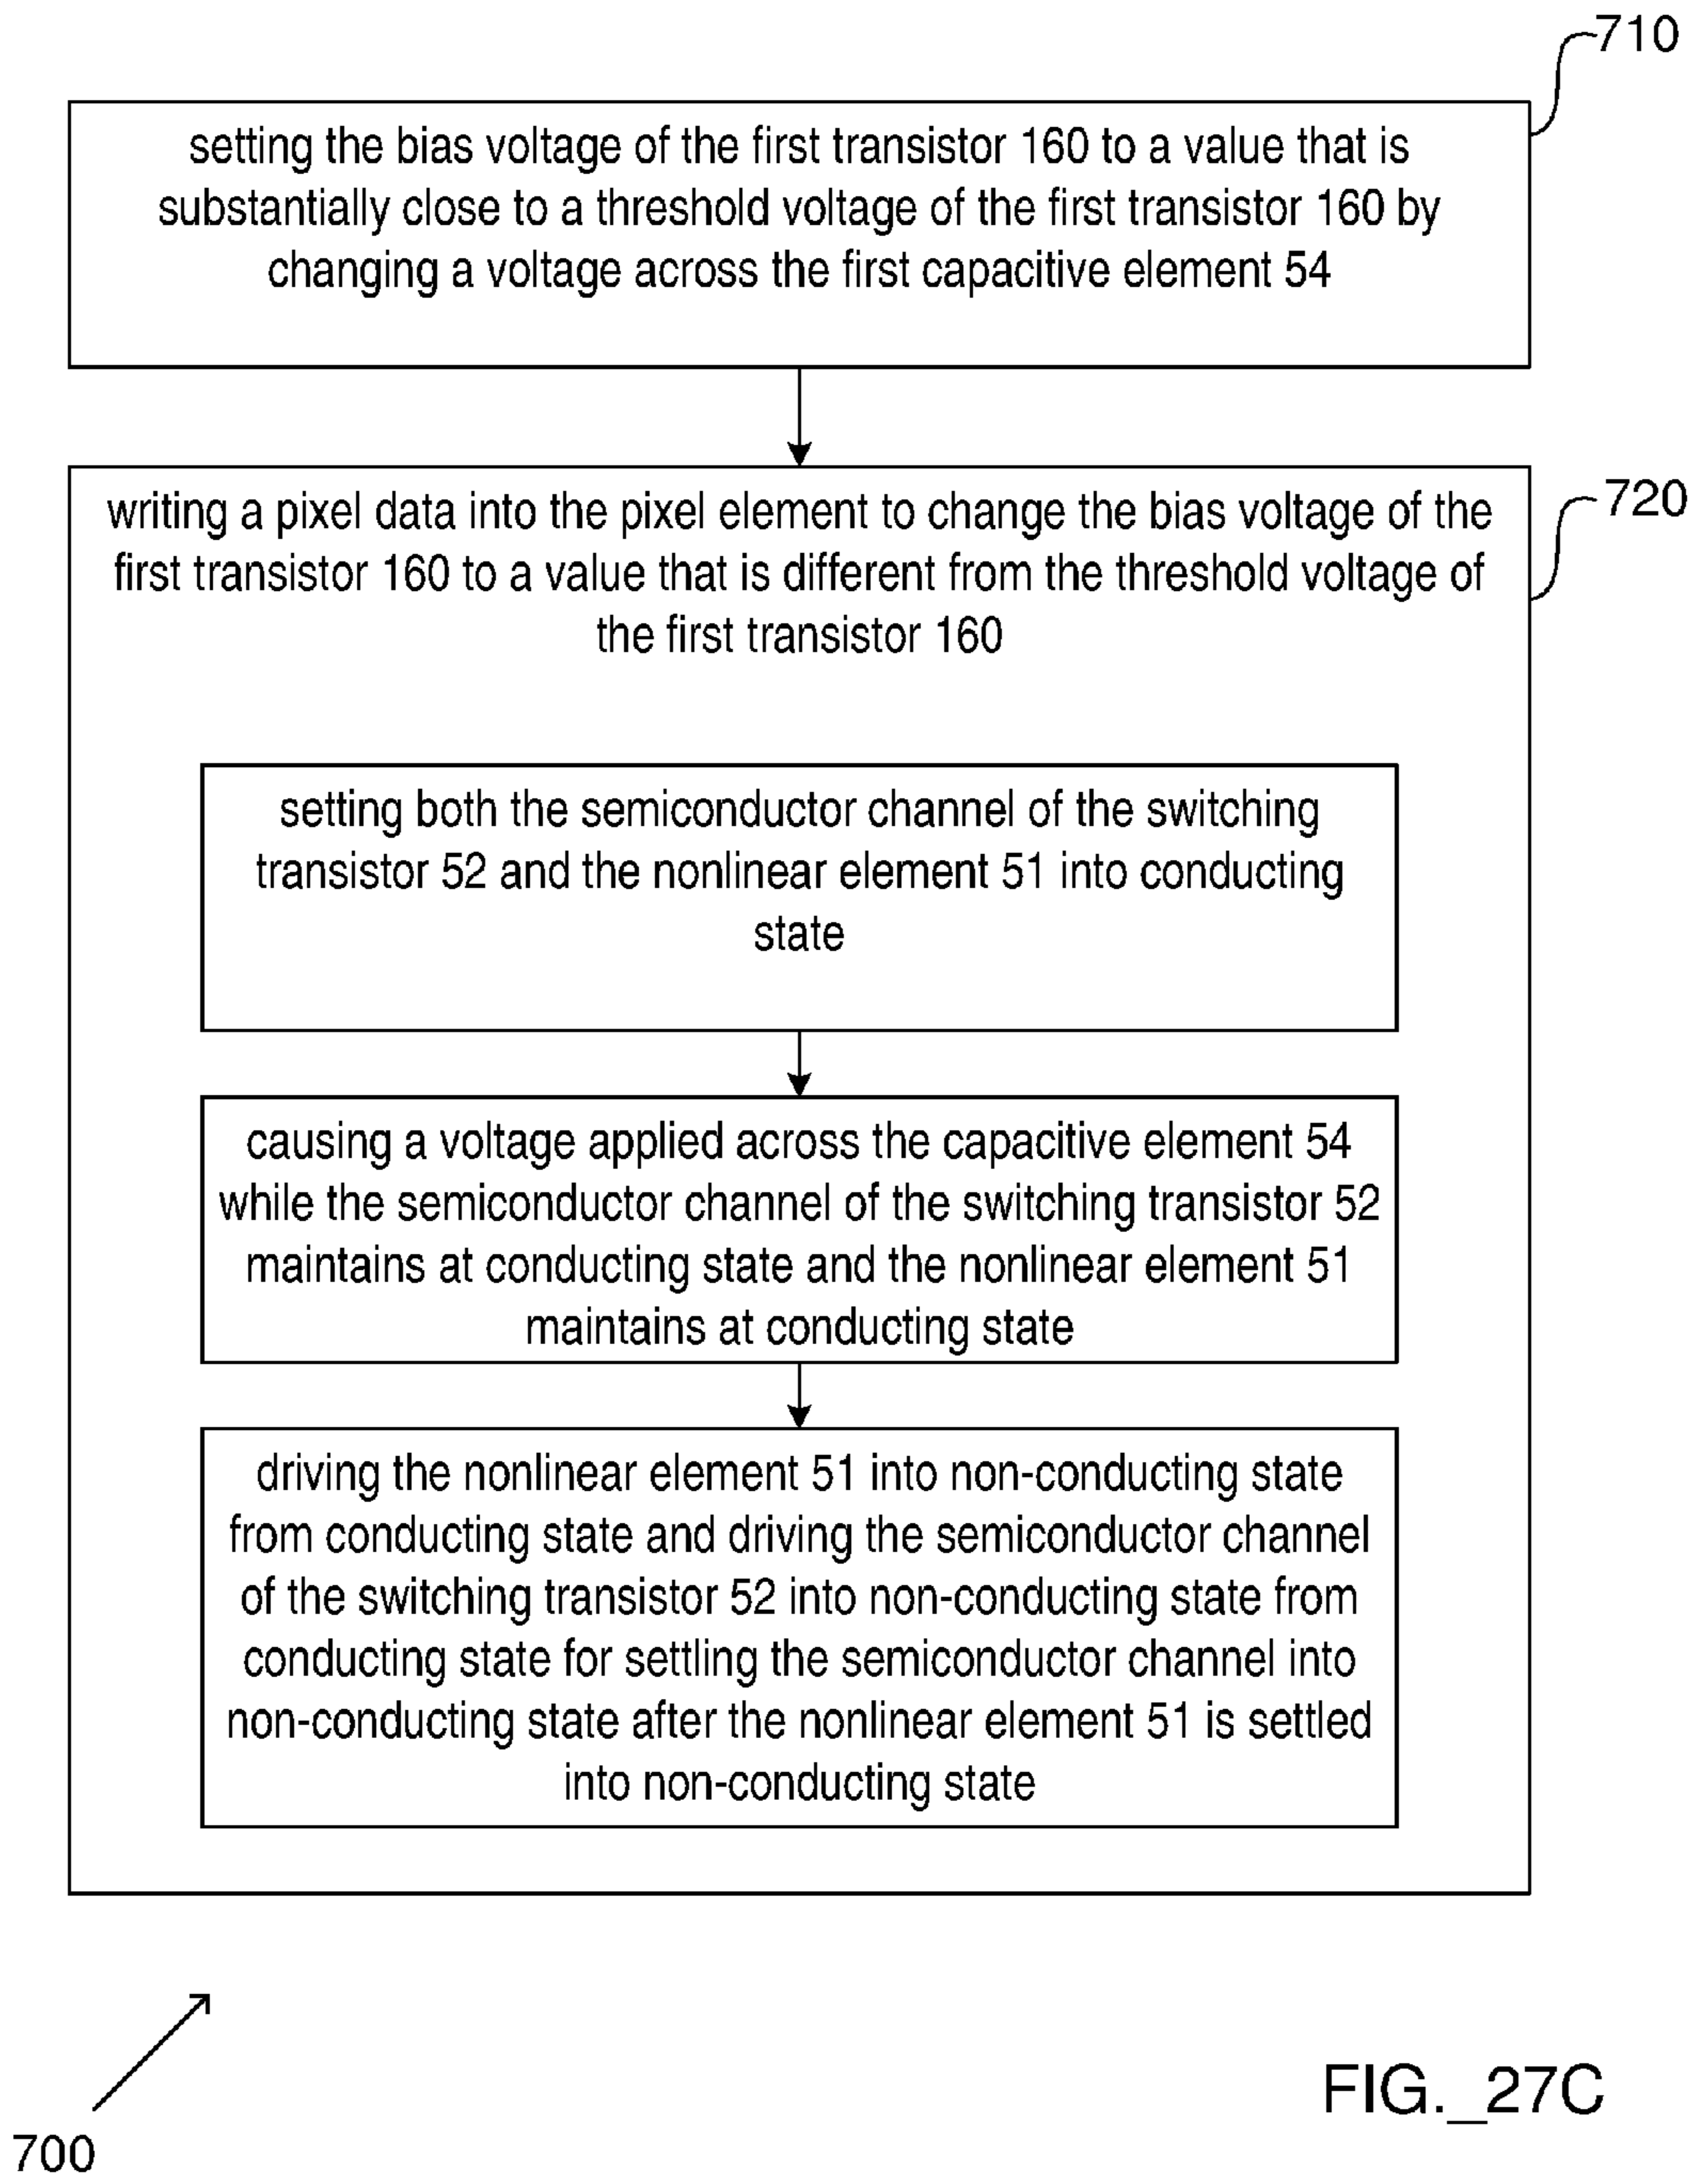 710
setting the bias voltage of the first transistor 160 to a value that is
substantially close to a threshold voltage of the first transistor 160 by
changing a voltage across the first capacitive element 54
720
writing a pixel data into the pixel element to change the bias voltage of the
first transistor 160 to a value that is different from the threshold voltage of
the first transistor 160
setting both the semiconductor channel of the switching
transistor 52 and the nonlinear element 51 into conducting
state
causing a voltage applied across the capacitive element 54
while the semiconductor channel of the switching transistor 52
maintains at conducting state and the nonlinear element 51
maintains at conducting state
driving the nonlinear element 51 into non-conducting state
from conducting state and driving the semiconductor channel
of the switching transistor 52 into non-conducting state from
conducting state for settling the semiconductor channel into
non-conducting state after the nonlinear element 51 is settled
into non-conducting state
700
FIG._27C